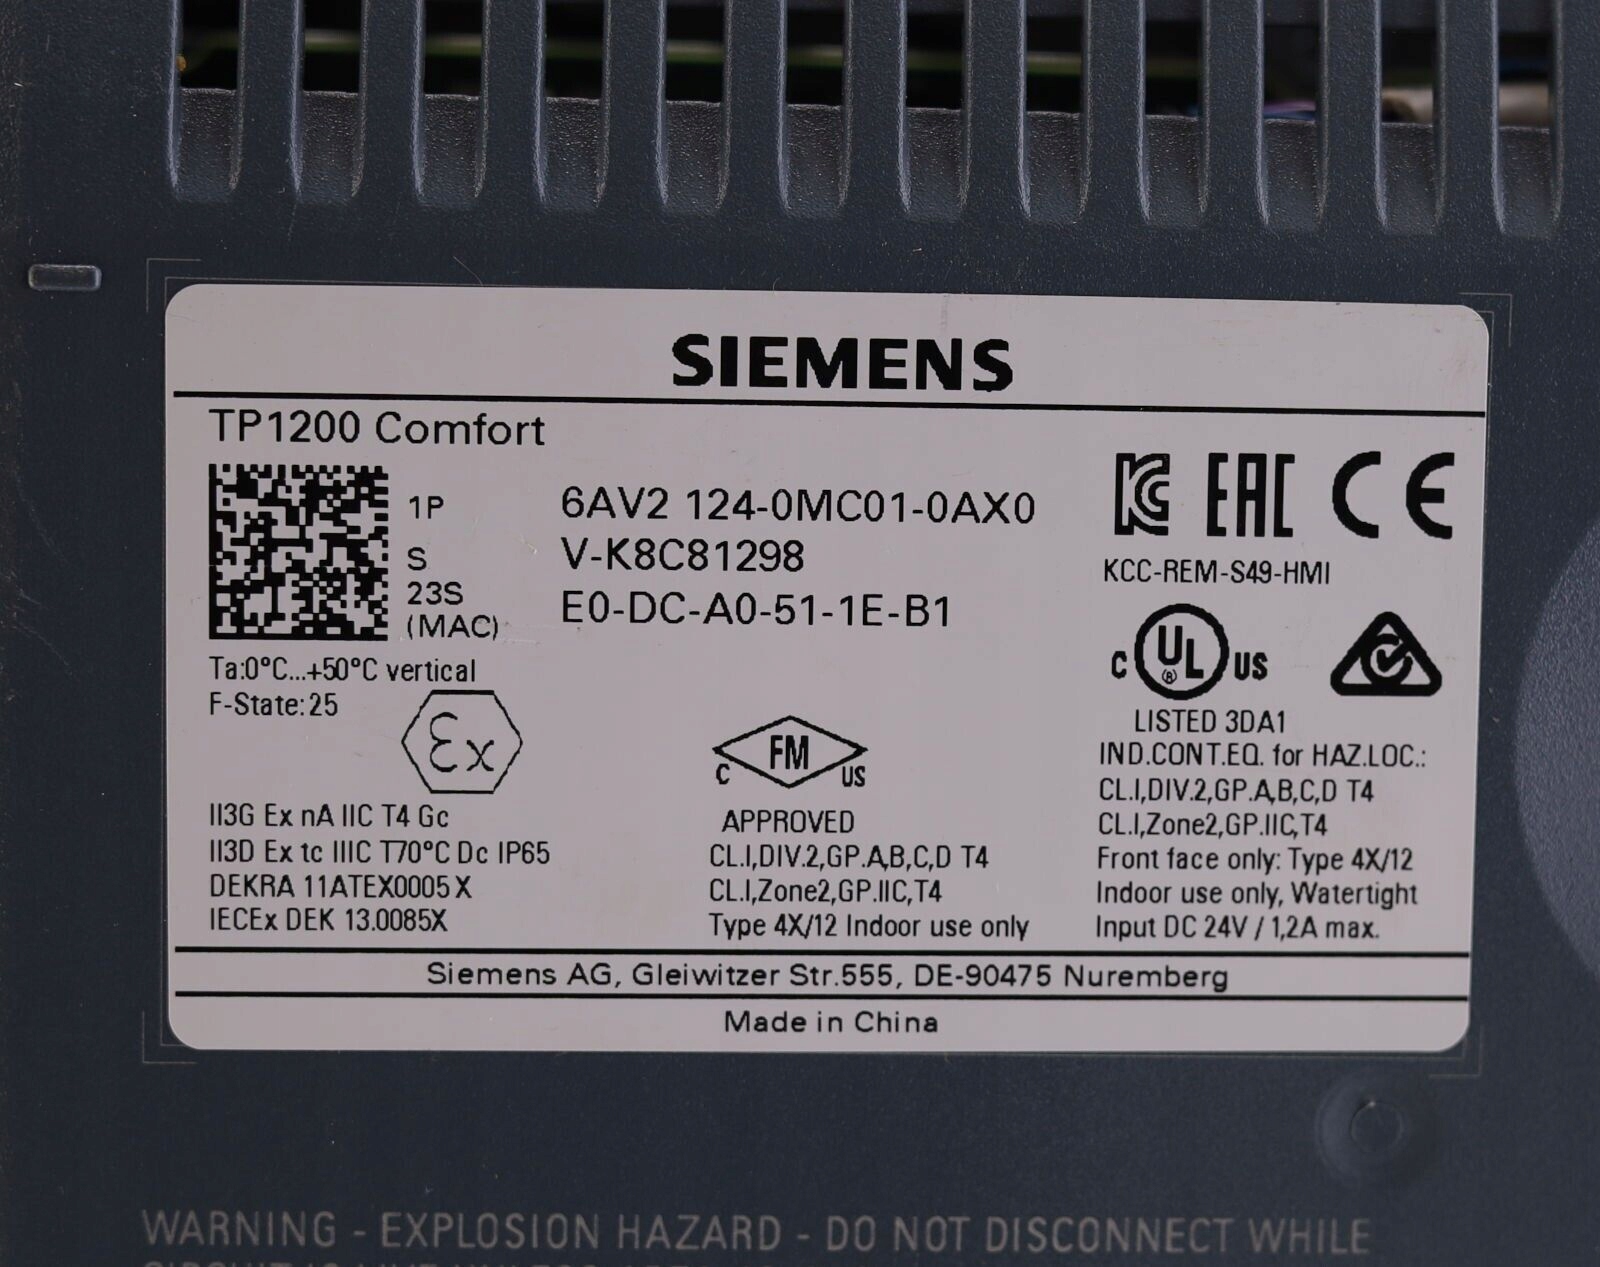 SIEMENS
TP1200 Comfort
1P 6AV2 124-0MC01-0AX0
S V-K8C81298
23S
(MAC) E0-DC-A0-51-1E-B1
Ta:0°C...+50°C vertical
F-State:25
Ex
II3G Ex nA IIC T4 Gc
II3D Ex tc IIIC T70°C Dc IP65
DEKRA 11ATEX0005 X
IECEx DEK 13.0085X
FM
C US
APPROVED
CL.I,DIV.2,GP.A,B,C,D T4
CL.I,Zone2,GP.IIC,T4
Type 4X/12 Indoor use only
KC EAC CE
KCC-REM-S49-HMI
C UL ® US
LISTED 3DA1
IND.CONT.EQ. for HAZ.LOC.:
CL.I,DIV.2,GP.A,B,C,D T4
CL.I,Zone2,GP.IIC,T4
Front face only: Type 4X/12
Indoor use only, Watertight
Input DC 24V / 1,2A max.
Siemens AG, Gleiwitzer Str.555, DE-90475 Nuremberg
Made in China
WARNING - EXPLOSION HAZARD - DO NOT DISCONNECT WHILE